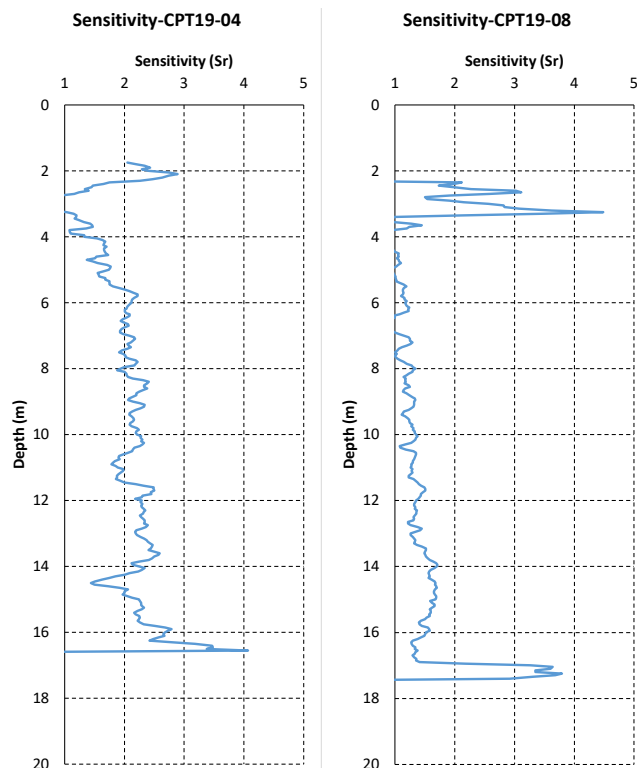 Sensitivity-CPT19-04
Sensitivity (Sr)
1 2 3 4 5
0
2
4
6
8
10
12
14
16
18
20
Depth (m)
Sensitivity-CPT19-08
Sensitivity (Sr)
1 2 3 4 5
0
2
4
6
8
10
12
14
16
18
20
Depth (m)